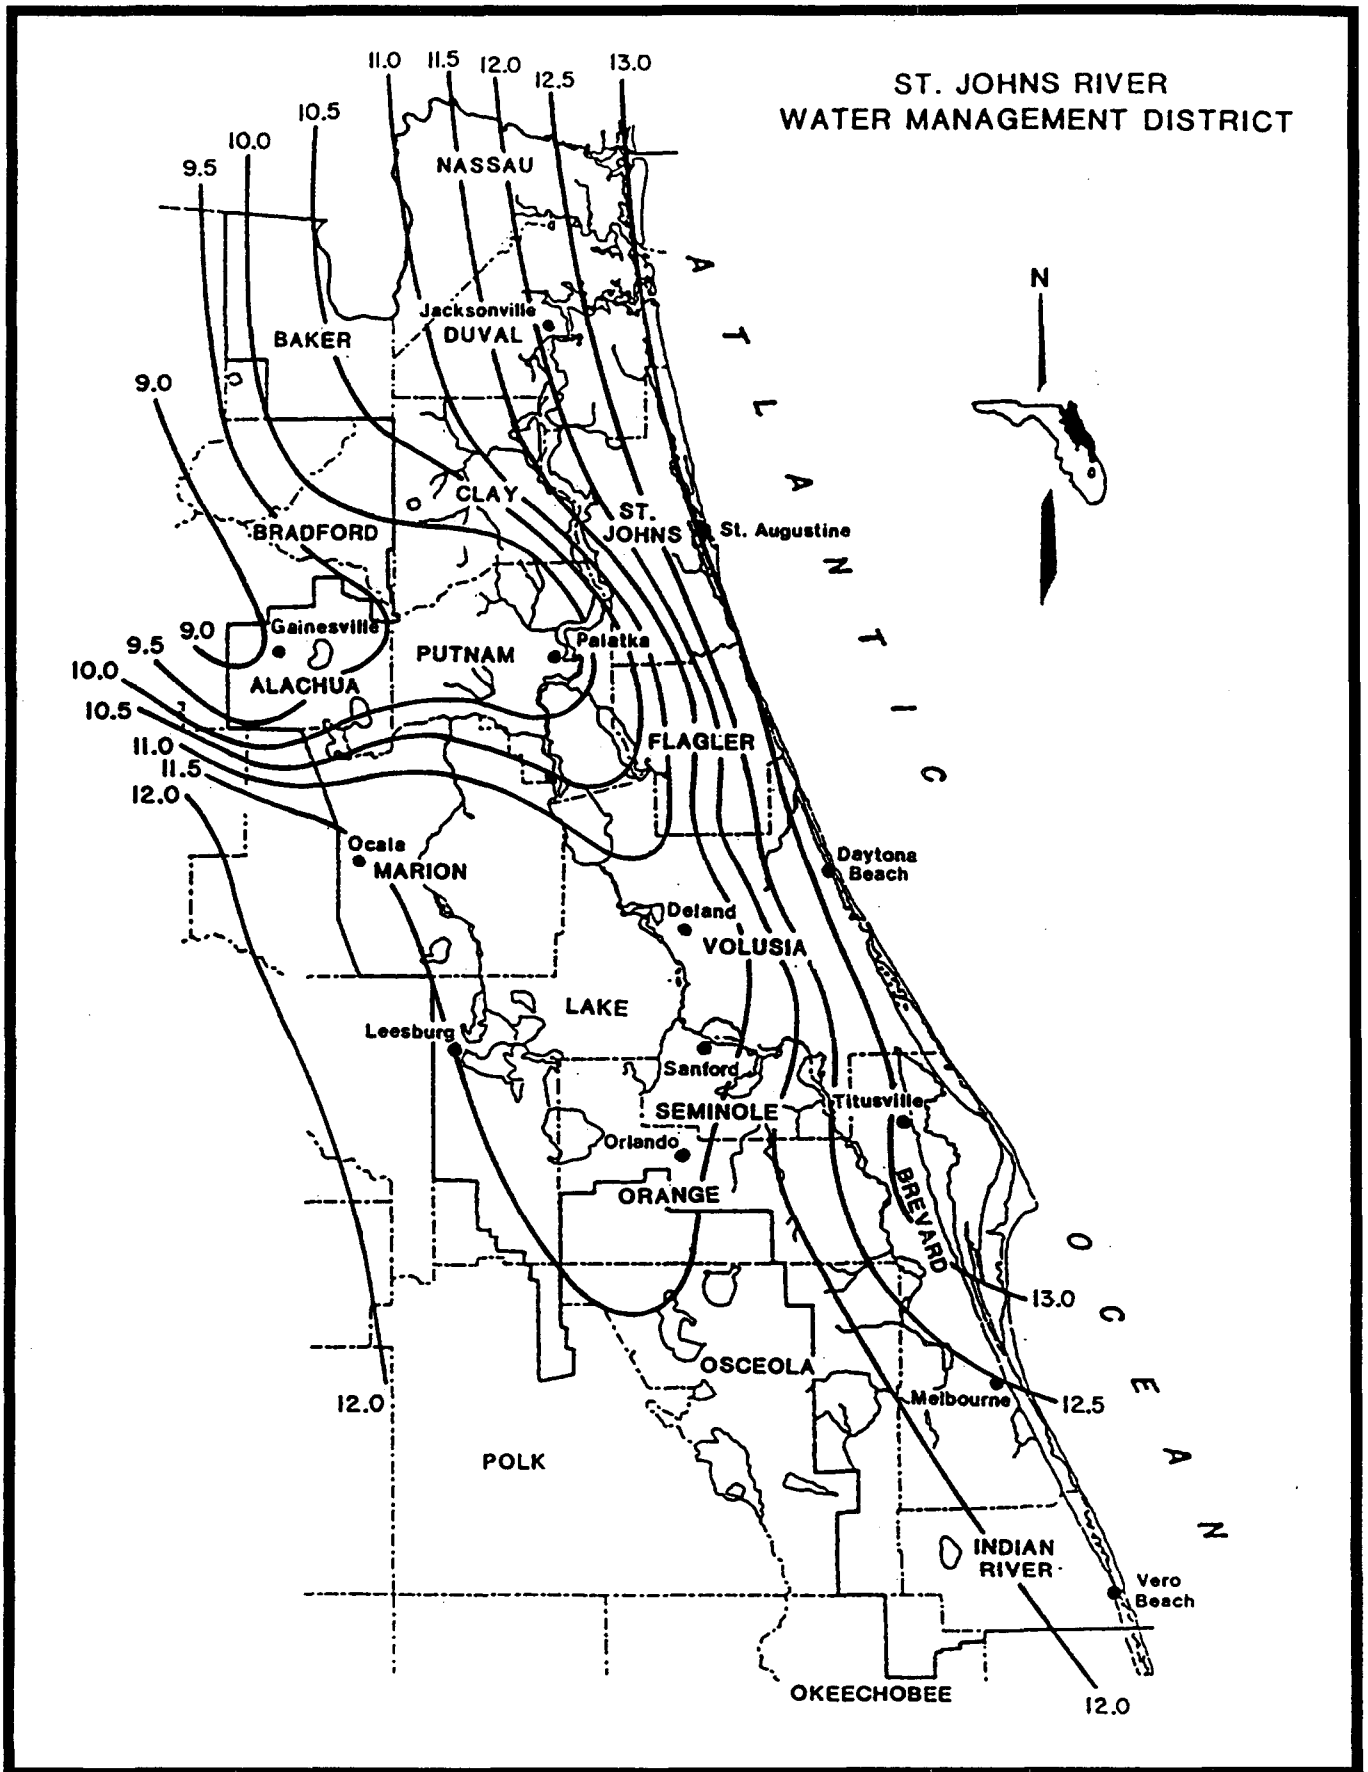 ST. JOHNS RIVER
WATER MANAGEMENT DISTRICT
11.0
11.5
12.0
12.5
13.0
10.5
10.0
9.5
NASSAU
N
Jacksonville
DUVAL
BAKER
9.0
CLAY
ST.
JOHNS
St. Augustine
BRADFORD
9.0
Gainesville
Palatka
9.5
PUTNAM
10.0
ALACHUA
10.5
11.0
FLAGLER
11.5
12.0
Ocala
MARION
Daytona
Beach
Deland
VOLUSIA
LAKE
Leesburg
Sanford
SEMINOLE
Titusville
Orlando
ORANGE
BREVARD
13.0
OSCEOLA
Melbourne
12.5
12.0
POLK
INDIAN
RIVER
Vero
Beach
OKEECHOBEE
12.0
ATLANTIC OCEAN